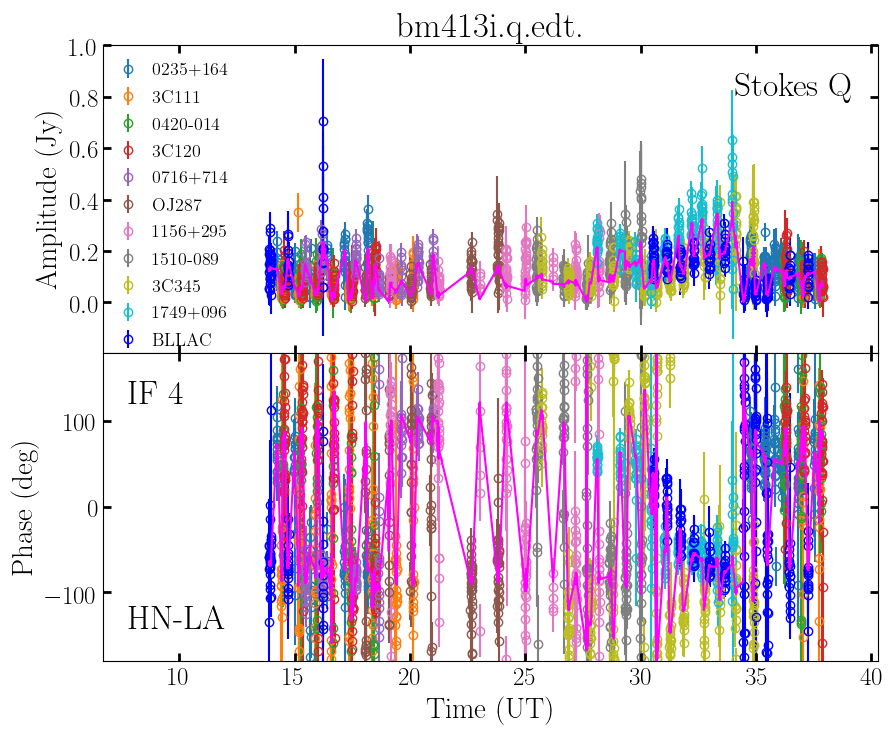 bm413i.q.edt.
Stokes Q
Amplitude (Jy)
1.0
0.8
0.6
0.4
0.2
0.0
0235+164
3C111
0420-014
3C120
0716+714
OJ287
1156+295
1510-089
3C345
1749+096
BLLAC
IF 4
HN-LA
Phase (deg)
100
0
−100
10
15
20
25
30
35
40
Time (UT)